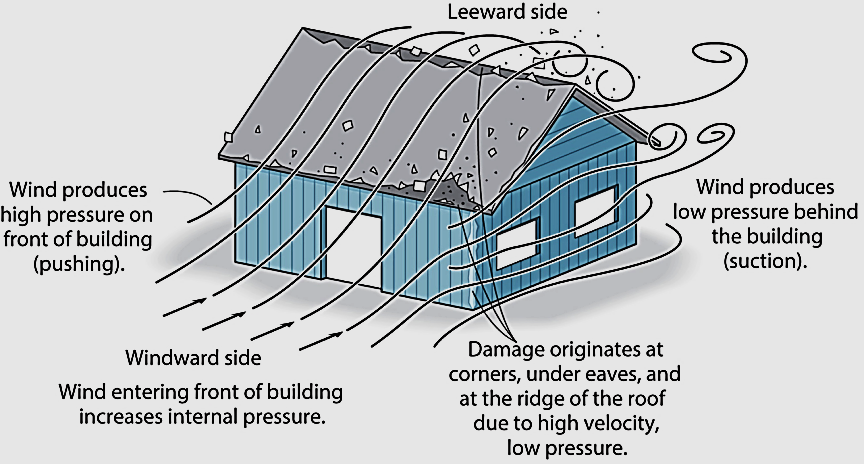 Leeward side
Wind produces
high pressure on
front of building
(pushing).
Wind produces
low pressure behind
the building
(suction).
Windward side
Wind entering front of building
increases internal pressure.
Damage originates at
corners, under eaves, and
at the ridge of the roof
due to high velocity,
low pressure.